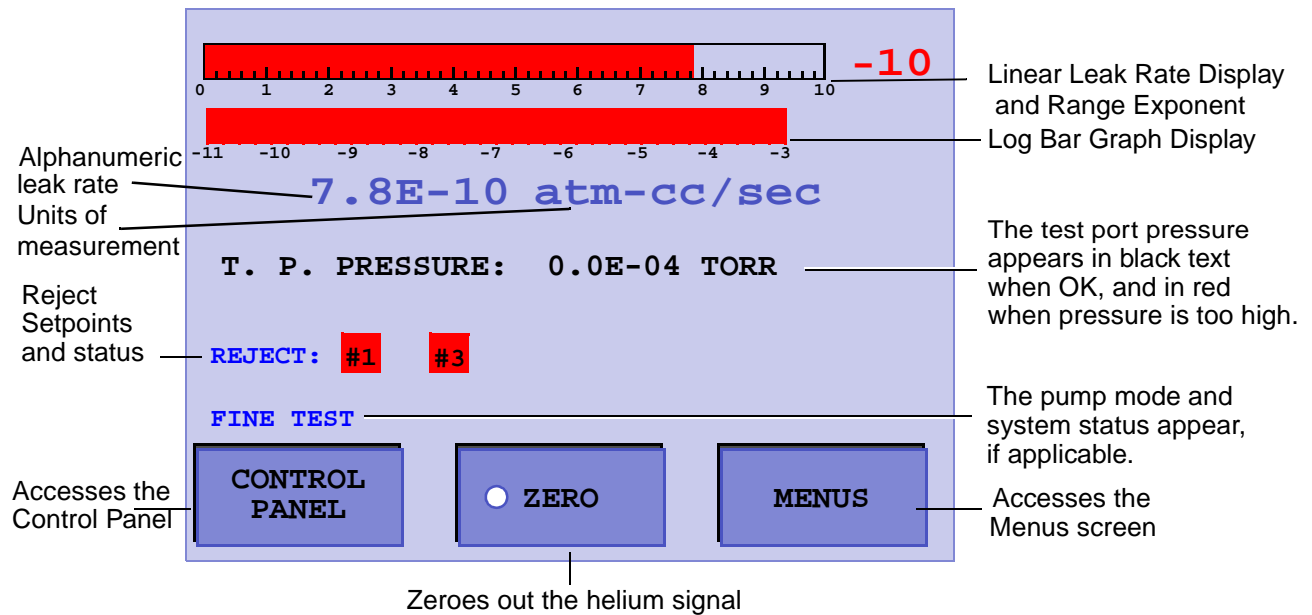 -10
0 1 2 3 4 5 6 7 8 9 10
Linear Leak Rate Display
and Range Exponent
-11 -10 -9 -8 -7 -6 -5 -4 -3
Log Bar Graph Display
Alphanumeric
leak rate
Units of
measurement
7.8E-10 atm-cc/sec
T. P. PRESSURE: 0.0E-04 TORR
The test port pressure
appears in black text
when OK, and in red
when pressure is too high.
Reject
Setpoints
and status
REJECT: #1 #3
FINE TEST
The pump mode and
system status appear,
if applicable.
Accesses the
Control Panel
CONTROL
PANEL
ZERO
MENUS
Accesses the
Menus screen
Zeroes out the helium signal